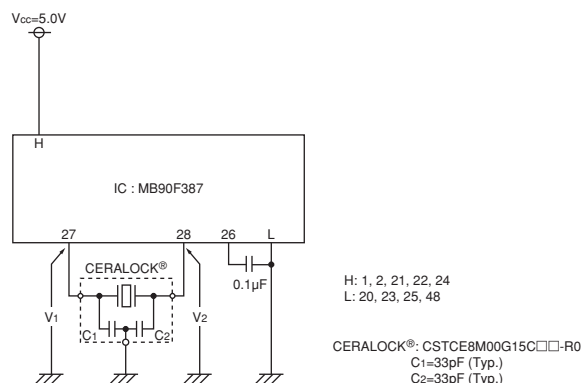 Vcc=5.0V
H
IC : MB90F387
27 28 26 L
CERALOCK®
0.1µF
V1 C1 C2 V2
H: 1, 2, 21, 22, 24
L: 20, 23, 25, 48
CERALOCK®: CSTCE8M00G15C□□-R0
C1=33pF (Typ.)
C2=33pF (Typ.)